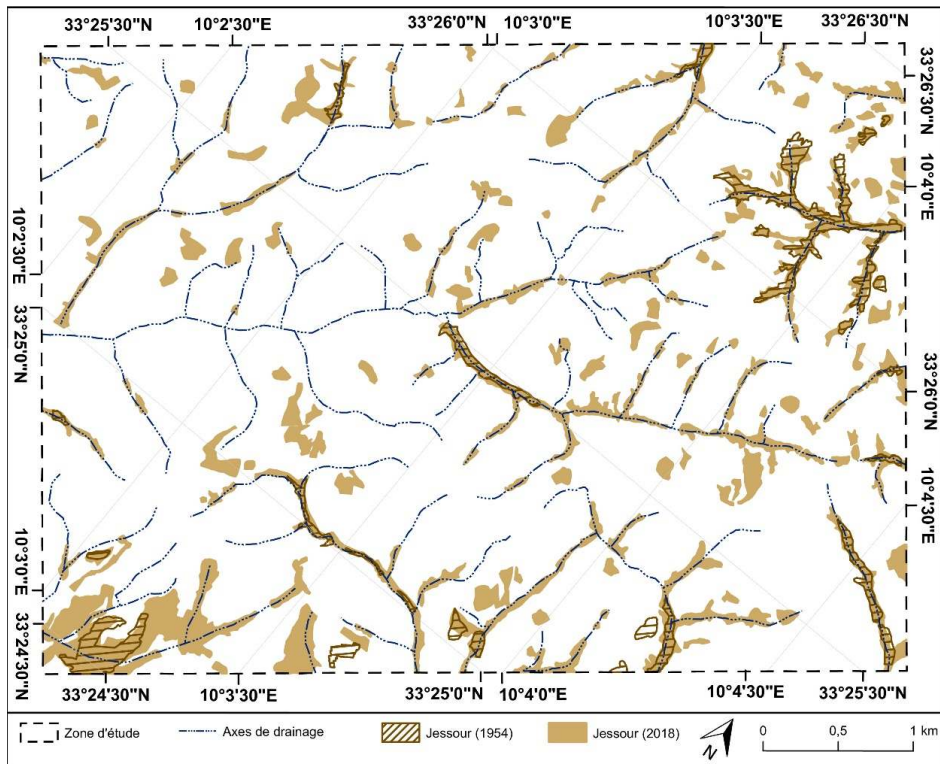 33°25'30"N 10°2'30"E 33°26'0"N 10°3'0"E 10°3'30"E 33°26'30"N
33°26'30"N
10°4'0"E
10°2'30"E
33°25'0"N
33°26'0"N
10°4'30"E
10°3'0"E
33°24'30"N
33°24'30"N 10°3'30"E 33°25'0"N 10°4'0"E 10°4'30"E 33°25'30"N
Zone d'étude Axes de drainage Jessour (1954) Jessour (2018) N 0 0,5 1 km